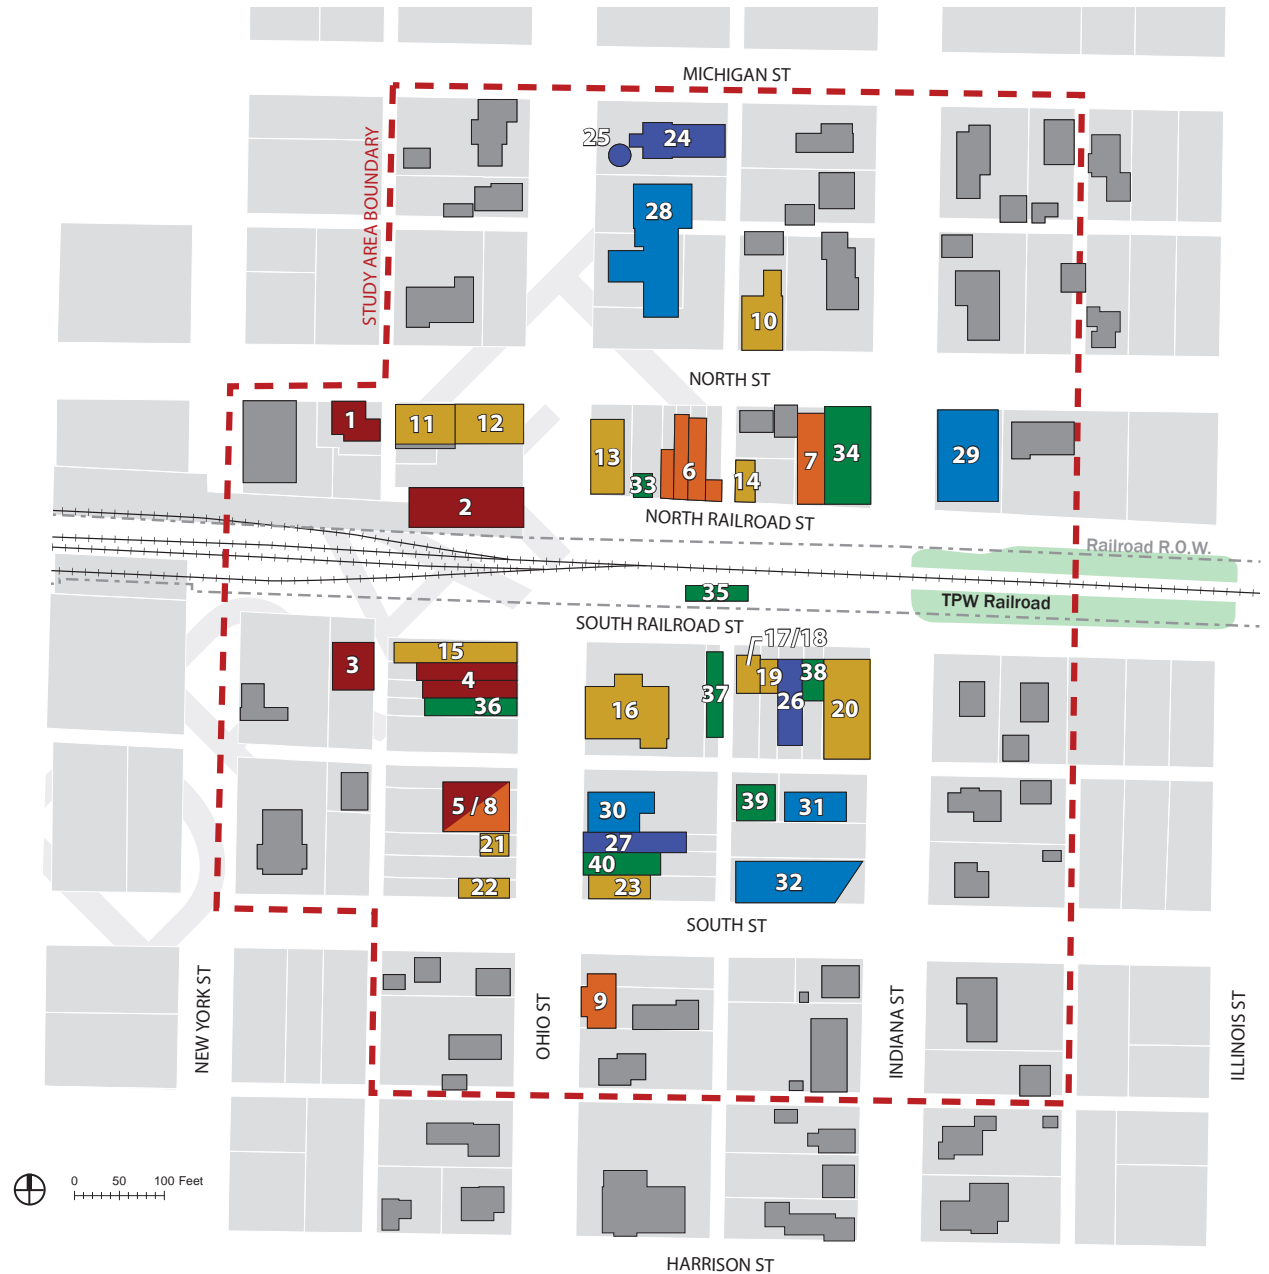 MICHIGAN ST
25
24
STUDY AREA BOUNDARY
28
10
NORTH ST
1
11
12
13
33
6
14
7
34
29
2
NORTH RAILROAD ST
Railroad R.O.W.
35
TPW Railroad
SOUTH RAILROAD ST
17/18
3
15
4
36
16
37
19
26
38
20
5 / 8
21
22
30
27
40
23
39
31
32
SOUTH ST
9
NEW YORK ST
OHIO ST
INDIANA ST
ILLINOIS ST
0 50 100 Feet
HARRISON ST